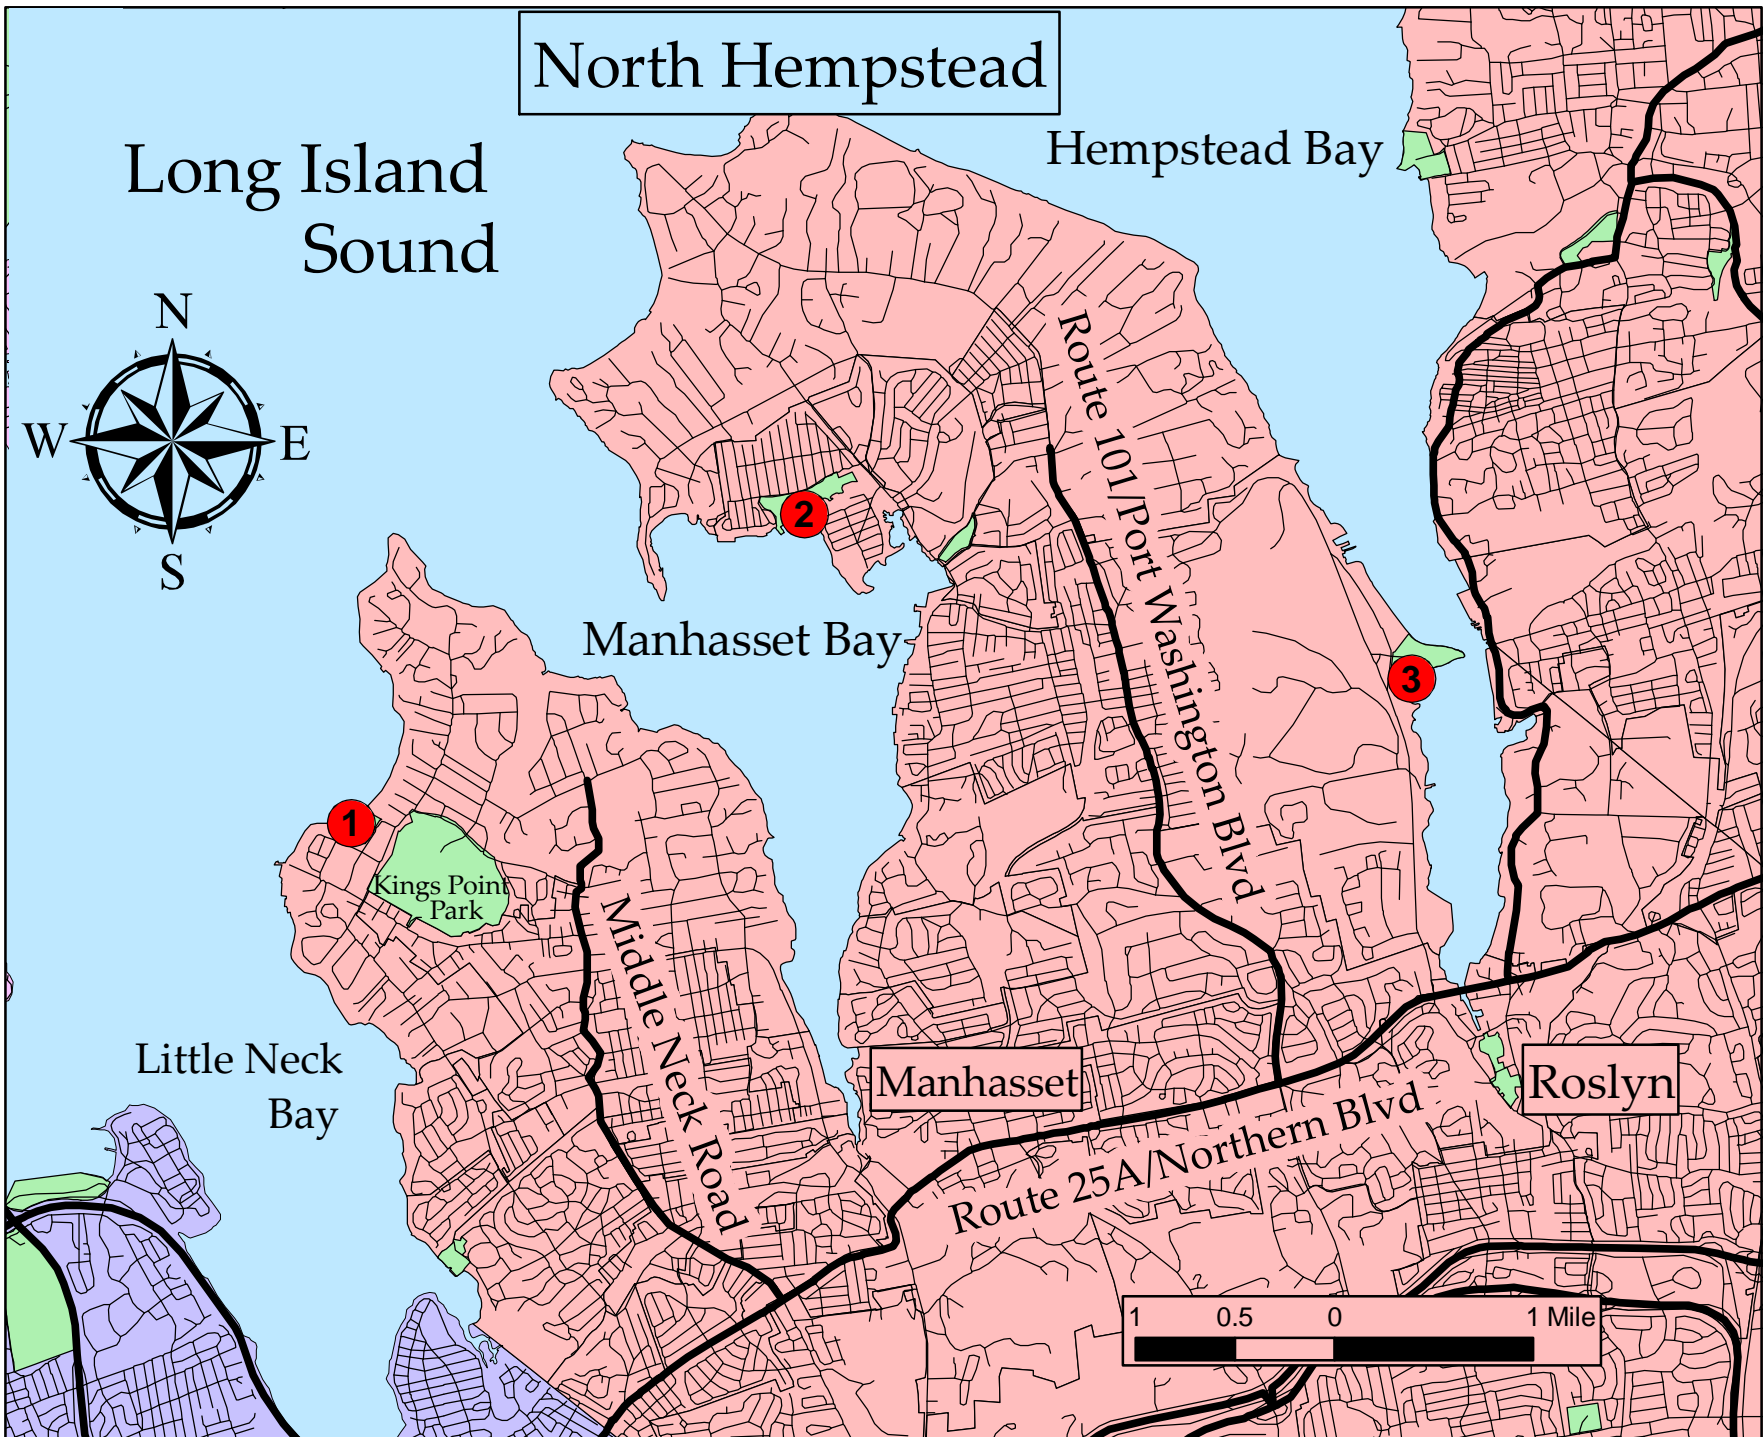 North Hempstead
Long Island
Sound
Hempstead Bay
N
W
E
S
Route 101/Port Washington Blvd
2
Manhasset Bay
3
1
Kings Point
Park
Middle Neck Road
Little Neck
Bay
Manhasset
Roslyn
Route 25A/Northern Blvd
1 0.5 0 1 Mile